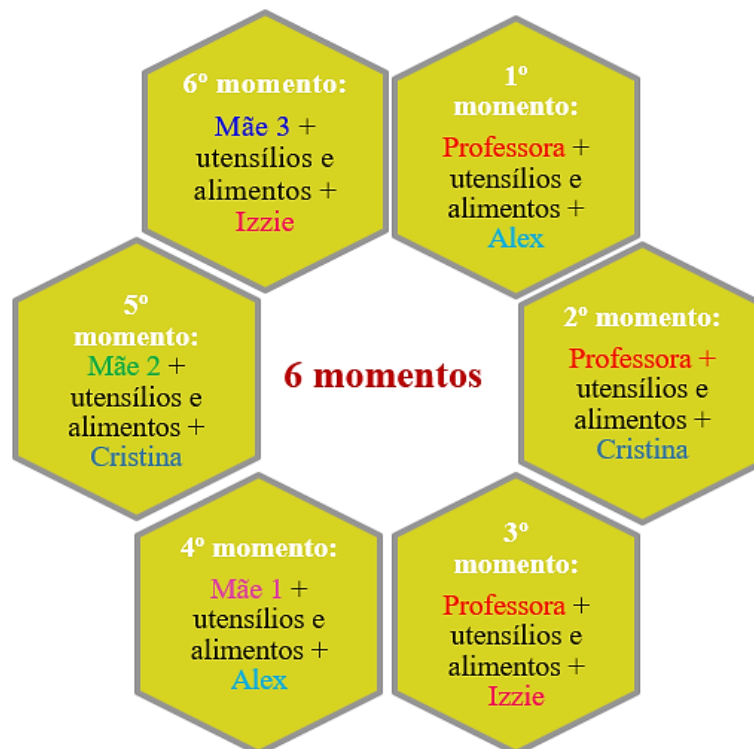 6 momentos
1º
momento:
Professora +
utensílios e
alimentos +
Alex
2º momento:
Professora +
utensílios e
alimentos +
Cristina
3º
momento:
Professora +
utensílios e
alimentos +
Izzie
4º momento:
Mãe 1 +
utensílios e
alimentos +
Alex
5º
momento:
Mãe 2 +
utensílios e
alimentos +
Cristina
6º momento:
Mãe 3 +
utensílios e
alimentos +
Izzie